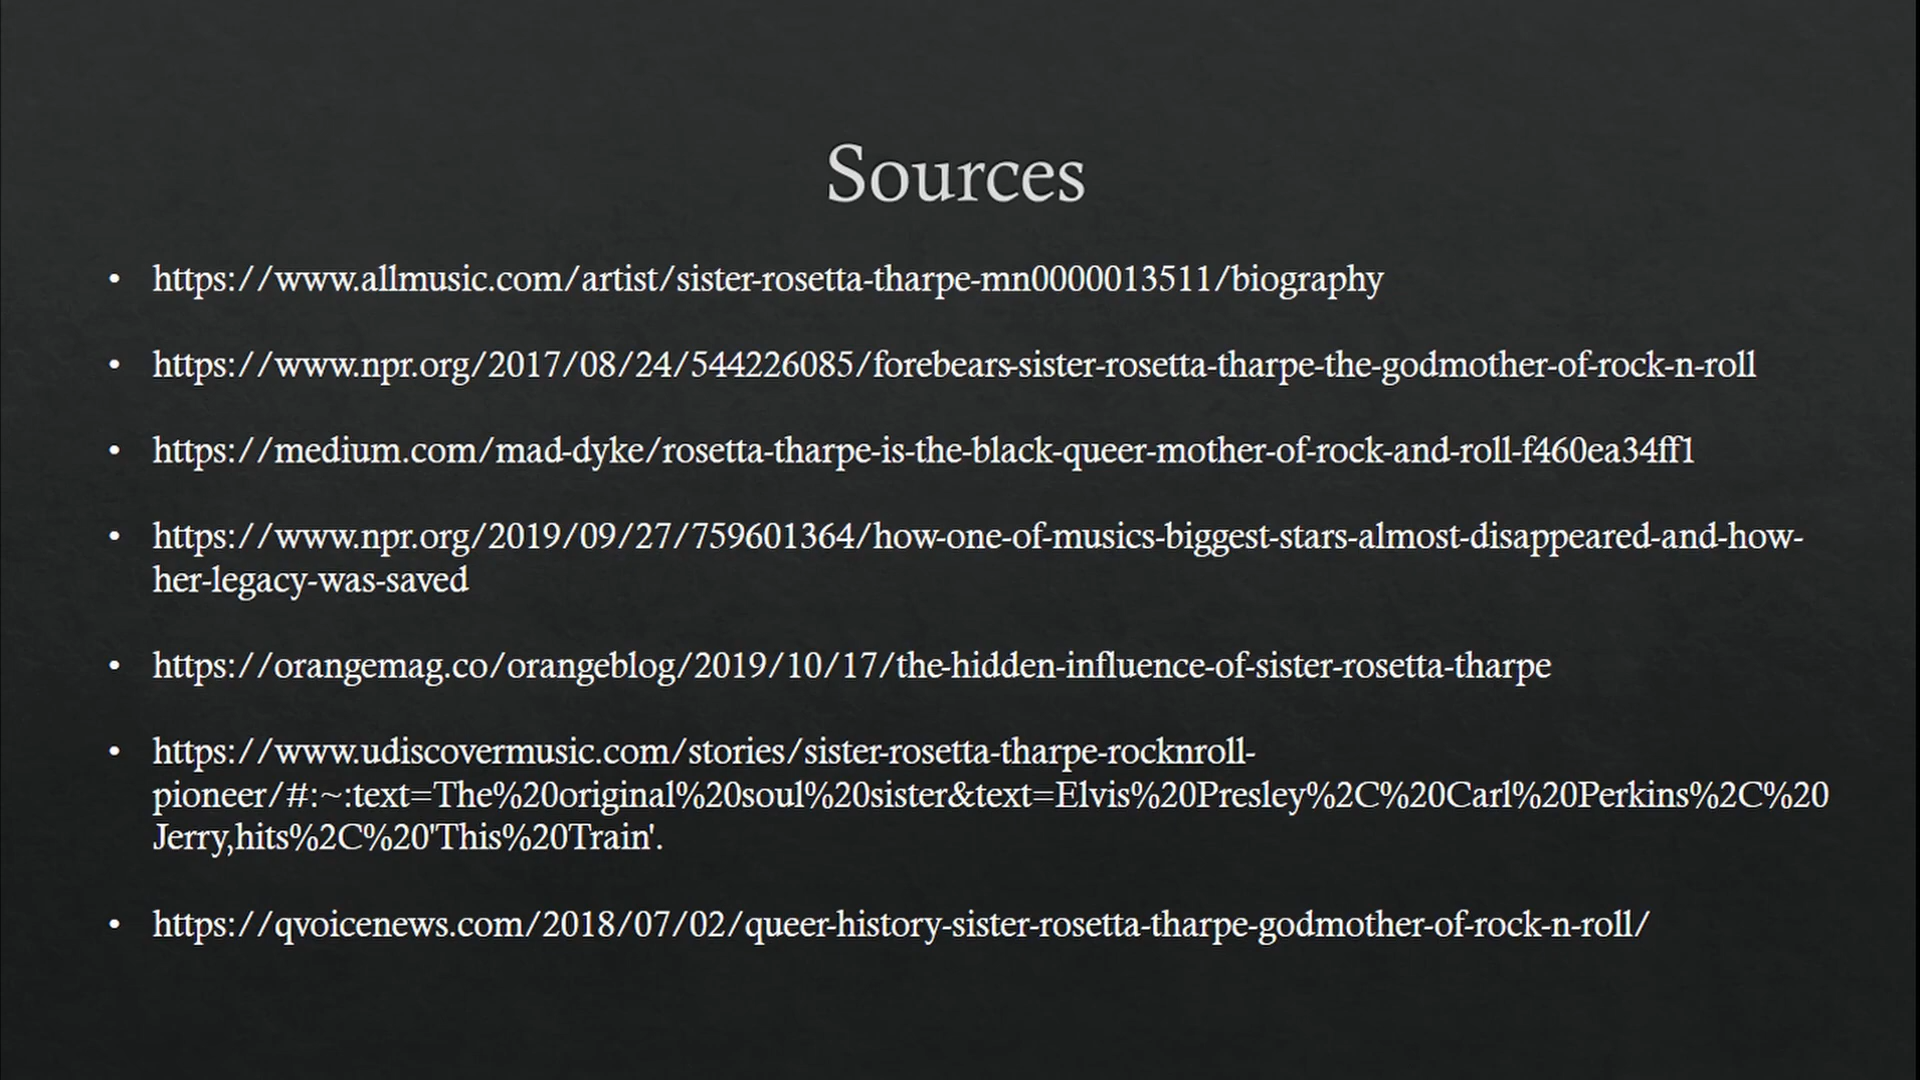 Sources
• https://www.allmusic.com/artist/sister-rosetta-tharpe-mn0000013511/biography
• https://www.npr.org/2017/08/24/544226085/forebears-sister-rosetta-tharpe-the-godmother-of-rock-n-roll
• https://medium.com/mad-dyke/rosetta-tharpe-is-the-black-queer-mother-of-rock-and-roll-f460ea34ff1
• https://www.npr.org/2019/09/27/759601364/how-one-of-musics-biggest-stars-almost-disappeared-and-how-
her-legacy-was-saved
• https://orangemag.co/orangeblog/2019/10/17/the-hidden-influence-of-sister-rosetta-tharpe
• https://www.udiscovermusic.com/stories/sister-rosetta-tharpe-rocknroll-
pioneer/#:~:text=The%20original%20soul%20sister&text=Elvis%20Presley%2C%20Carl%20Perkins%2C%20
Jerry,hits%2C%20'This%20Train'.
• https://qvoicenews.com/2018/07/02/queer-history-sister-rosetta-tharpe-godmother-of-rock-n-roll/